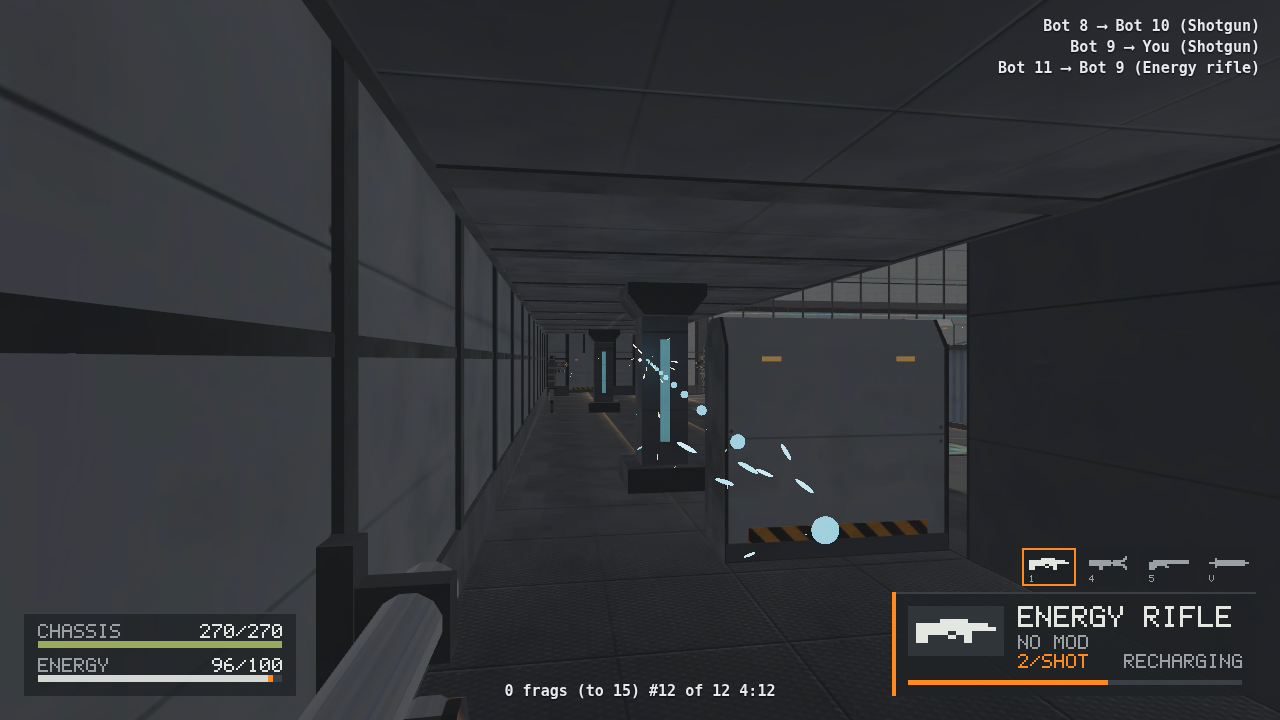 Bot 8 → Bot 10 (Shotgun)
Bot 9 → You (Shotgun)
Bot 11 → Bot 9 (Energy rifle)
1
4
5
V
CHASSIS 270/270
ENERGY 96/100
ENERGY RIFLE
NO MOD
2/SHOT RECHARGING
0 frags (to 15) #12 of 12 4:12